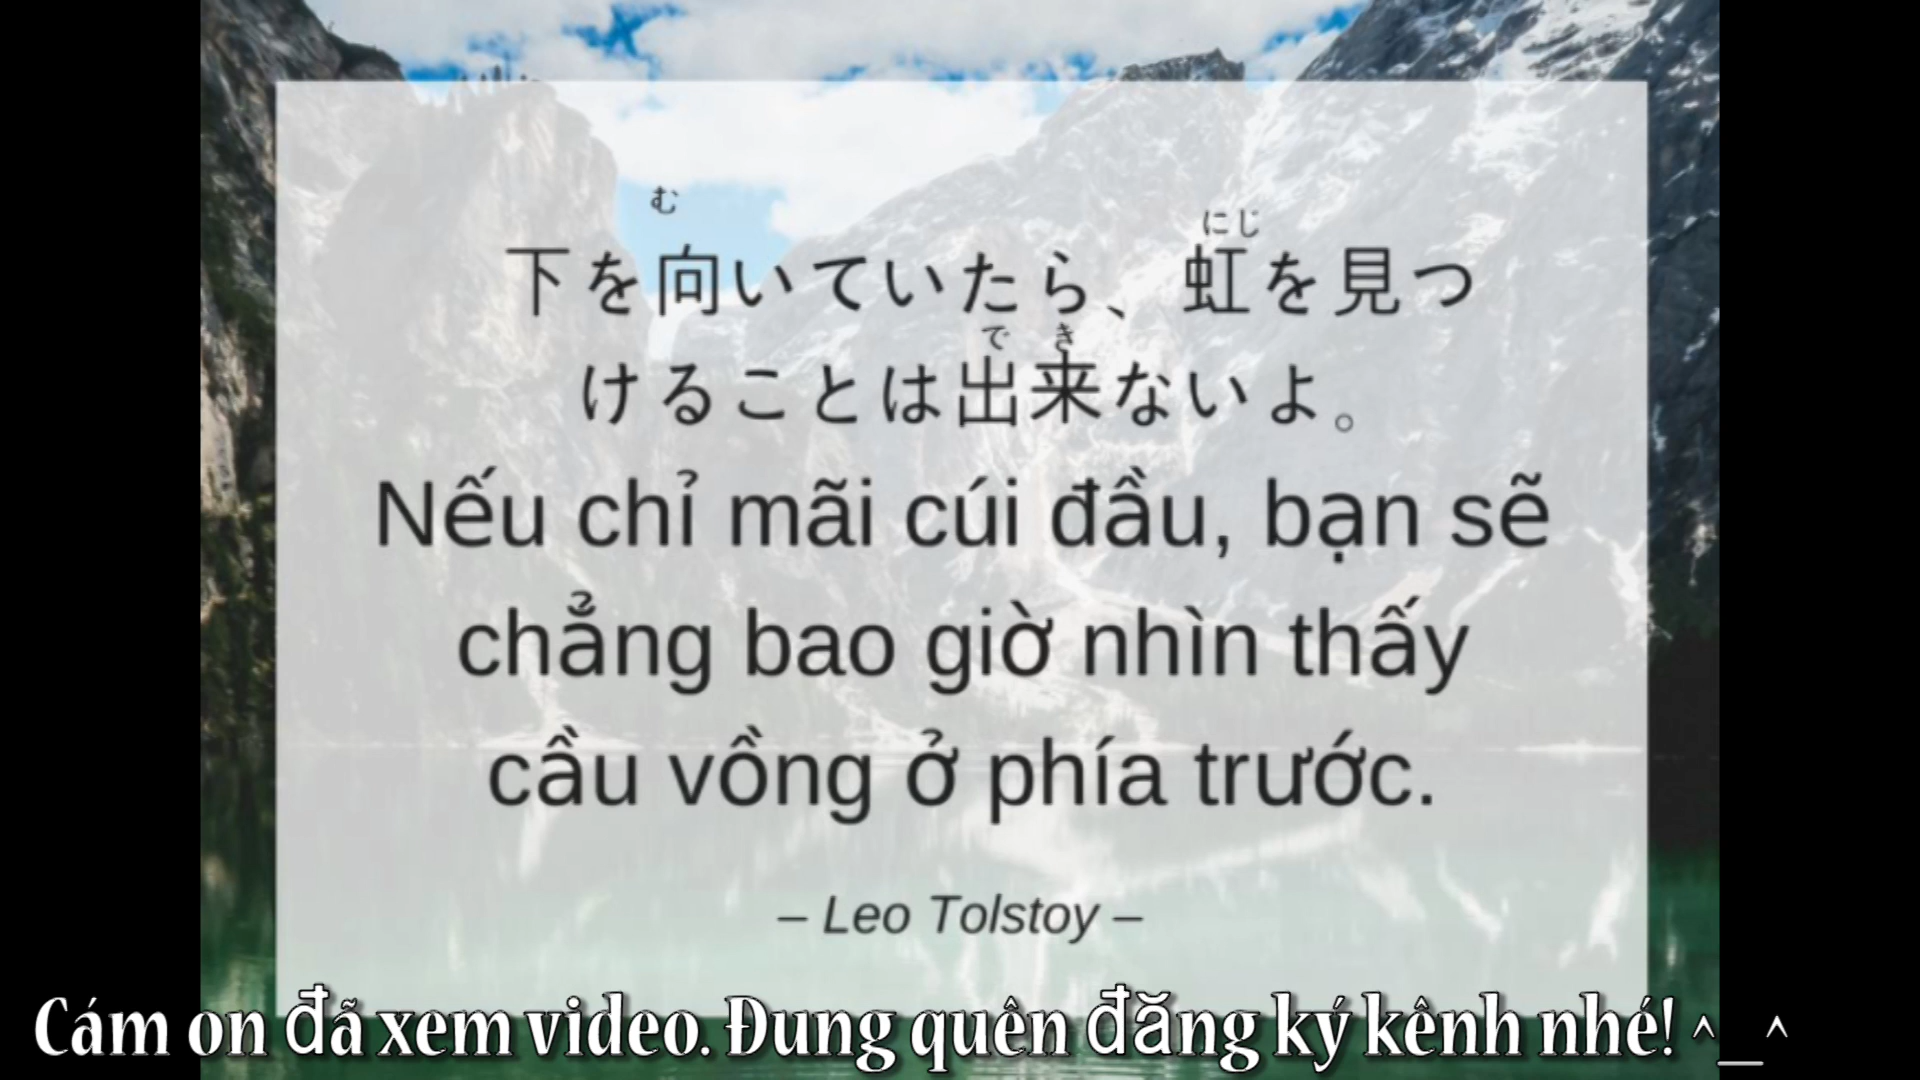 む
にじ
下を向いていたら、虹を見つ
で き
けることは出来ないよ。
Nếu chỉ mãi cúi đầu, bạn sẽ
chẳng bao giờ nhìn thấy
cầu vồng ở phía trước.
– Leo Tolstoy –
Cám on đã xem video. Đung quên đăng ký kênh nhé! ^_^